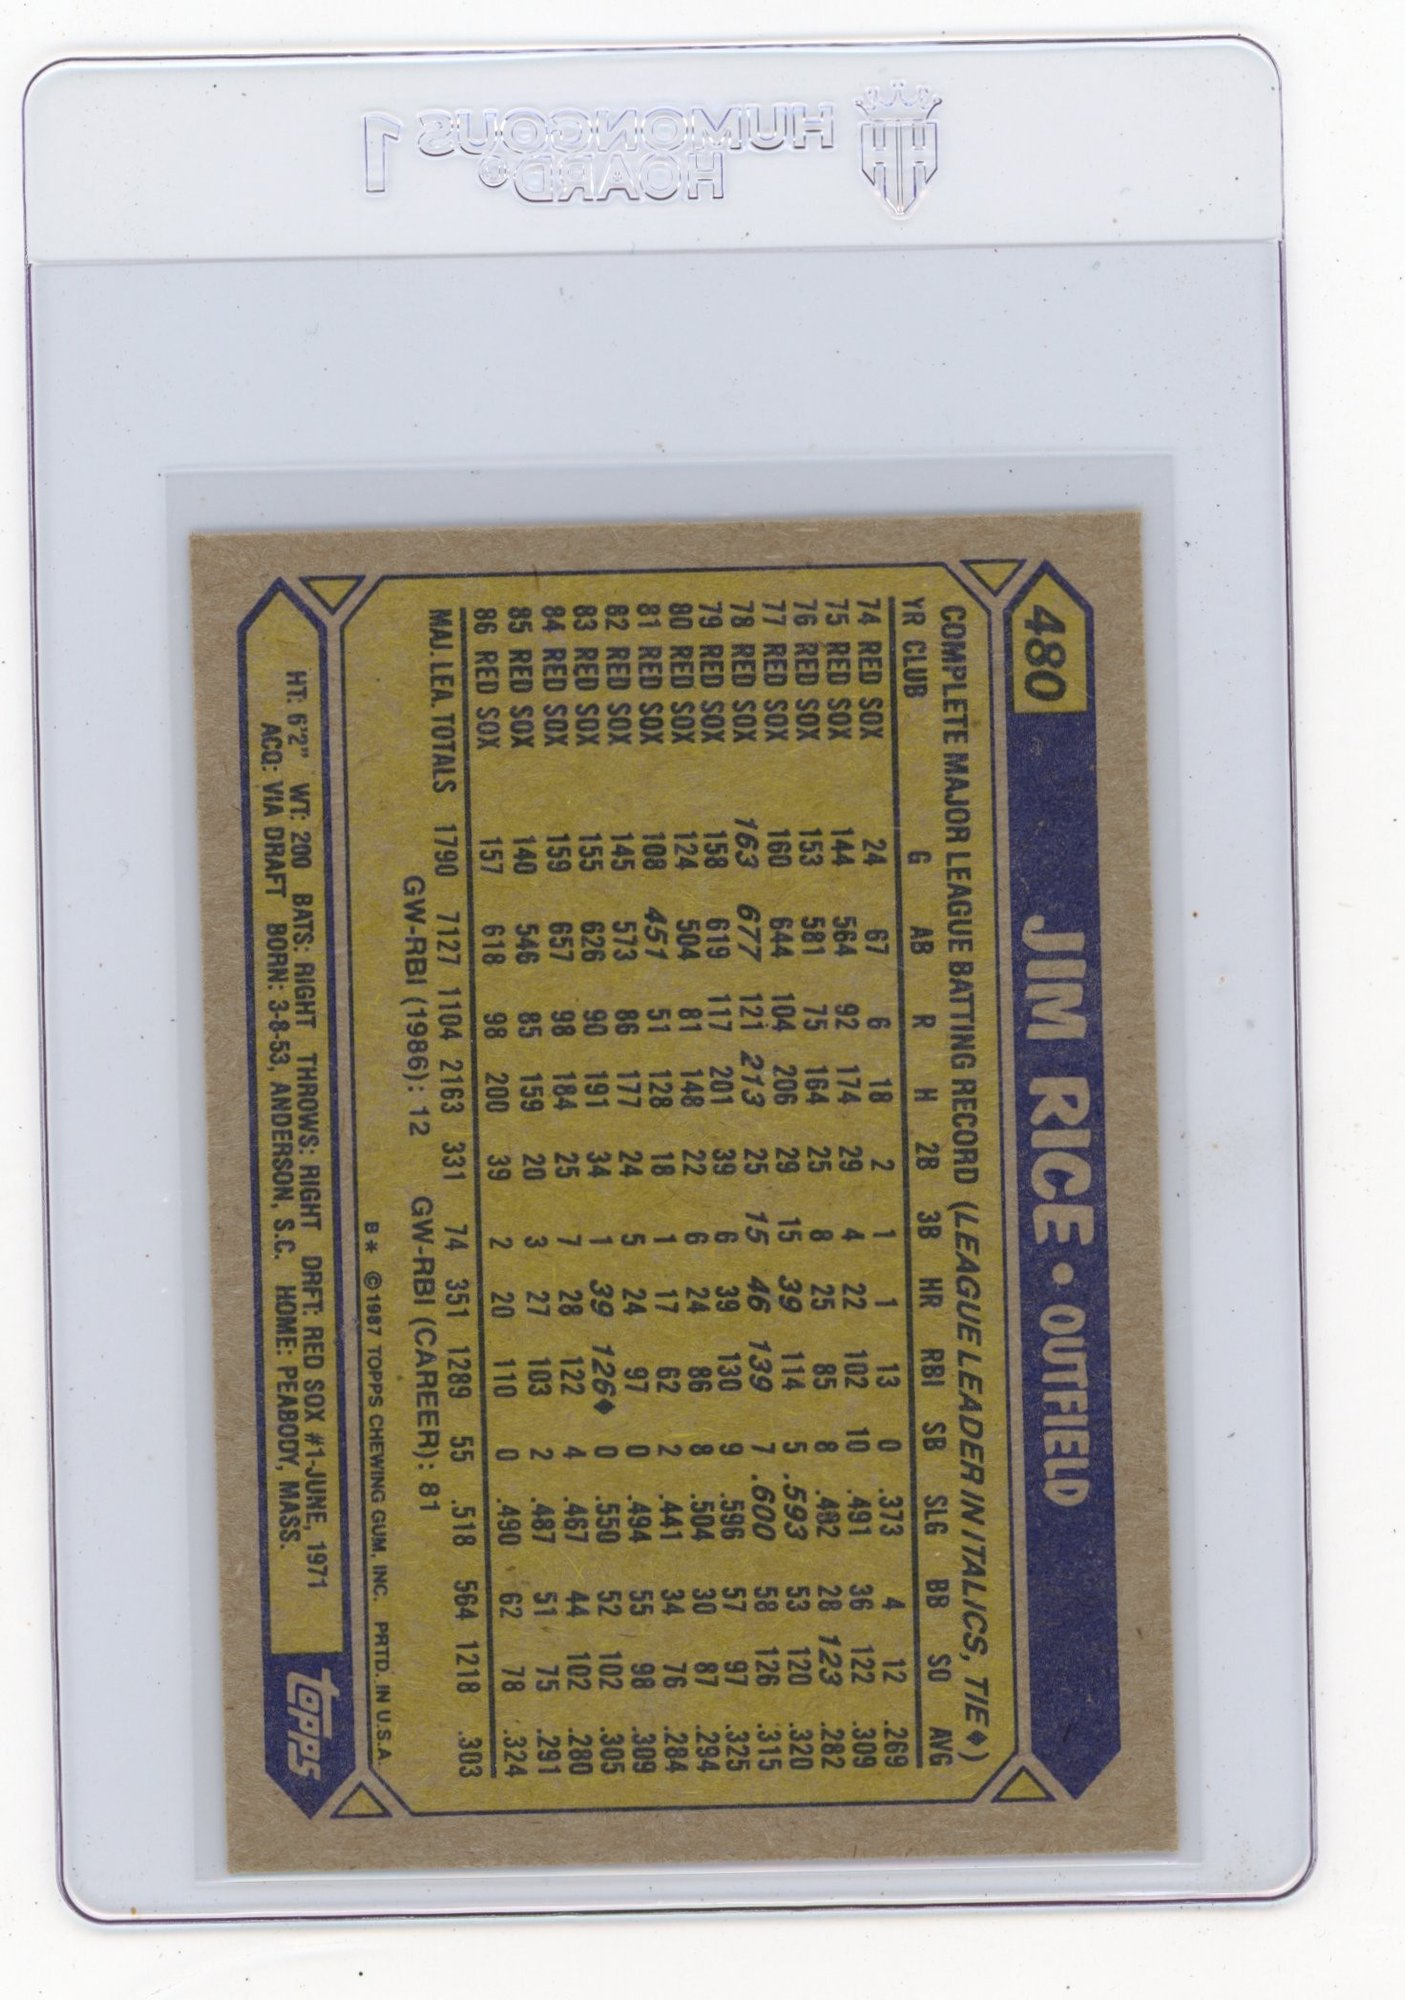 HUMONGOUS 1
HOARD®
HH
480 JIM RICE • OUTFIELD
COMPLETE MAJOR LEAGUE BATTING RECORD (LEAGUE LEADER IN ITALICS, TIE♦)
YR CLUB G AB R H 2B 3B HR RBI SB SLG BB SO AVG
74 RED SOX 24 67 6 18 2 1 1 13 0 .373 4 12 .269
75 RED SOX 144 564 92 174 29 4 22 102 10 .491 36 122 .309
76 RED SOX 153 581 75 164 25 8 25 85 8 .482 28 123 .282
77 RED SOX 160 644 104 206 29 15 39 114 5 .593 53 120 .320
78 RED SOX 163 677 121 213 25 15 46 139 7 .600 58 126 .315
79 RED SOX 158 619 117 201 39 6 39 130 9 .596 57 97 .325
80 RED SOX 124 504 81 148 22 6 24 86 8 .504 30 87 .294
81 RED SOX 108 451 51 128 18 1 17 62 2 .441 34 76 .284
82 RED SOX 145 573 86 177 24 5 24 97 0 .494 55 98 .309
83 RED SOX 155 626 90 191 34 1 39 126♦ 0 .550 52 102 .305
84 RED SOX 159 657 98 184 25 7 28 122 4 .467 44 102 .280
85 RED SOX 140 546 85 159 20 3 27 103 2 .487 51 75 .291
86 RED SOX 157 618 98 200 39 2 20 110 0 .490 62 78 .324
MAJ. LEA. TOTALS 1790 7127 1104 2163 331 74 351 1289 55 .518 564 1218 .303
GW-RBI (1986): 12 GW-RBI (CAREER): 81
B* ©1987 TOPPS CHEWING GUM, INC. PRTD. IN U.S.A.
HT: 6'2" WT: 200 BATS: RIGHT THROWS: RIGHT DRFT: RED SOX #1-JUNE, 1971
ACQ: VIA DRAFT BORN: 3-8-53, ANDERSON, S.C. HOME: PEABODY, MASS.
topps